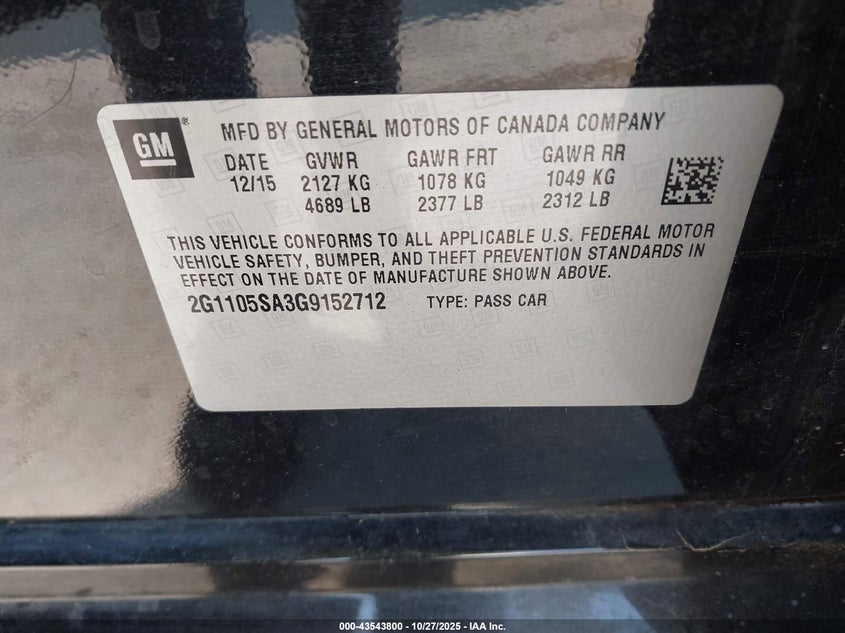 GM ® MFD BY GENERAL MOTORS OF CANADA COMPANY
DATE GVWR GAWR FRT GAWR RR
12/15 2127 KG 1078 KG 1049 KG
4689 LB 2377 LB 2312 LB
THIS VEHICLE CONFORMS TO ALL APPLICABLE U.S. FEDERAL MOTOR
VEHICLE SAFETY, BUMPER, AND THEFT PREVENTION STANDARDS IN
EFFECT ON THE DATE OF MANUFACTURE SHOWN ABOVE.
2G1105SA3G9152712 TYPE: PASS CAR
000-43543800 - 10/27/2025 - IAA Inc.